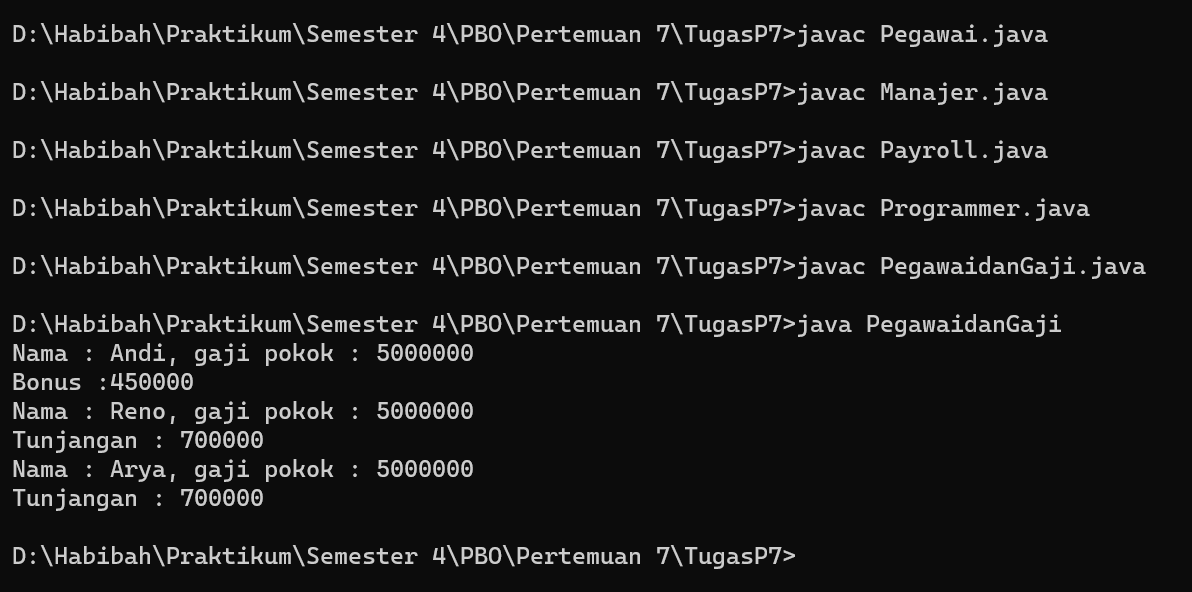 D:\Habibah\Praktikum\Semester 4\PBO\Pertemuan 7\TugasP7>javac Pegawai.java
D:\Habibah\Praktikum\Semester 4\PBO\Pertemuan 7\TugasP7>javac Manajer.java
D:\Habibah\Praktikum\Semester 4\PBO\Pertemuan 7\TugasP7>javac Payroll.java
D:\Habibah\Praktikum\Semester 4\PBO\Pertemuan 7\TugasP7>javac Programmer.java
D:\Habibah\Praktikum\Semester 4\PBO\Pertemuan 7\TugasP7>javac PegawaidanGaji.java
D:\Habibah\Praktikum\Semester 4\PBO\Pertemuan 7\TugasP7>java PegawaidanGaji
Nama : Andi, gaji pokok : 5000000
Bonus :450000
Nama : Reno, gaji pokok : 5000000
Tunjangan : 700000
Nama : Arya, gaji pokok : 5000000
Tunjangan : 700000
D:\Habibah\Praktikum\Semester 4\PBO\Pertemuan 7\TugasP7>